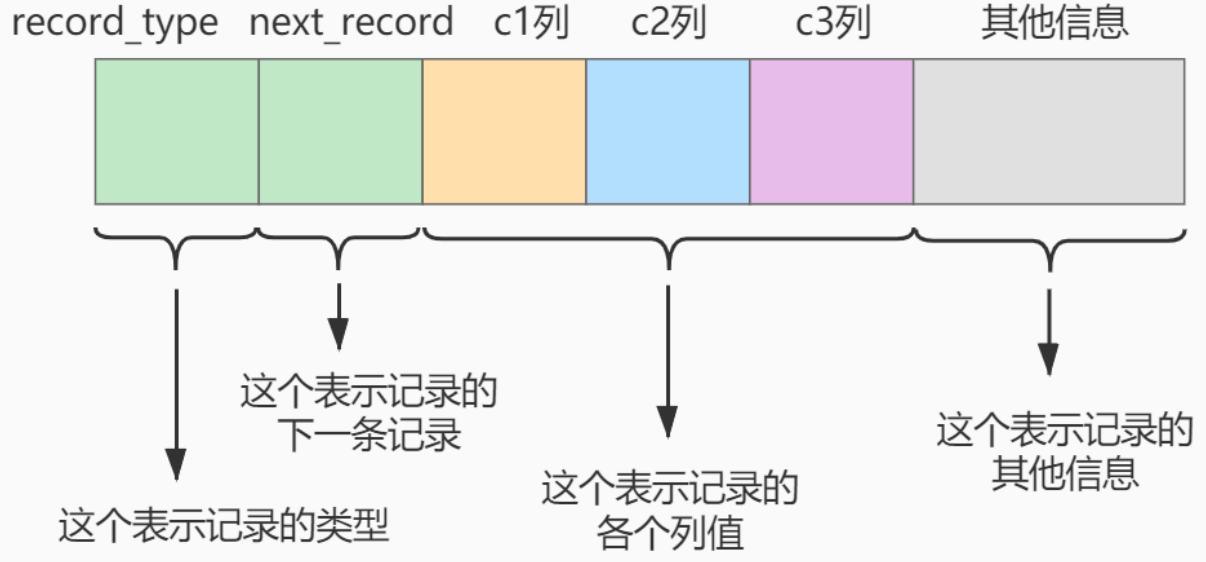 record_type next_record c1列 c2列 c3列 其他信息
这个表示记录的
下一条记录
这个表示记录的
其他信息
这个表示记录的
各个列值
这个表示记录的类型